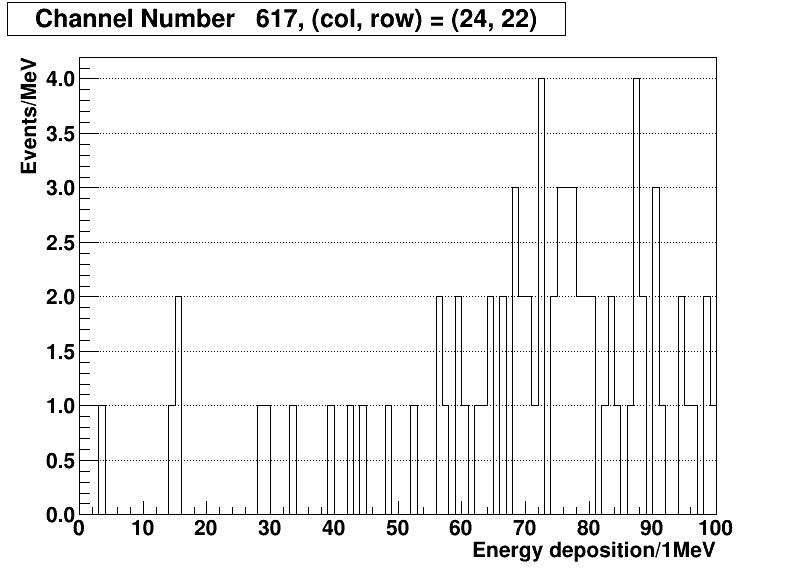 Channel Number 617, (col, row) = (24, 22)
Events/MeV
4.0
3.5
3.0
2.5
2.0
1.5
1.0
0.5
0.0
0 10 20 30 40 50 60 70 80 90 100
Energy deposition/1MeV